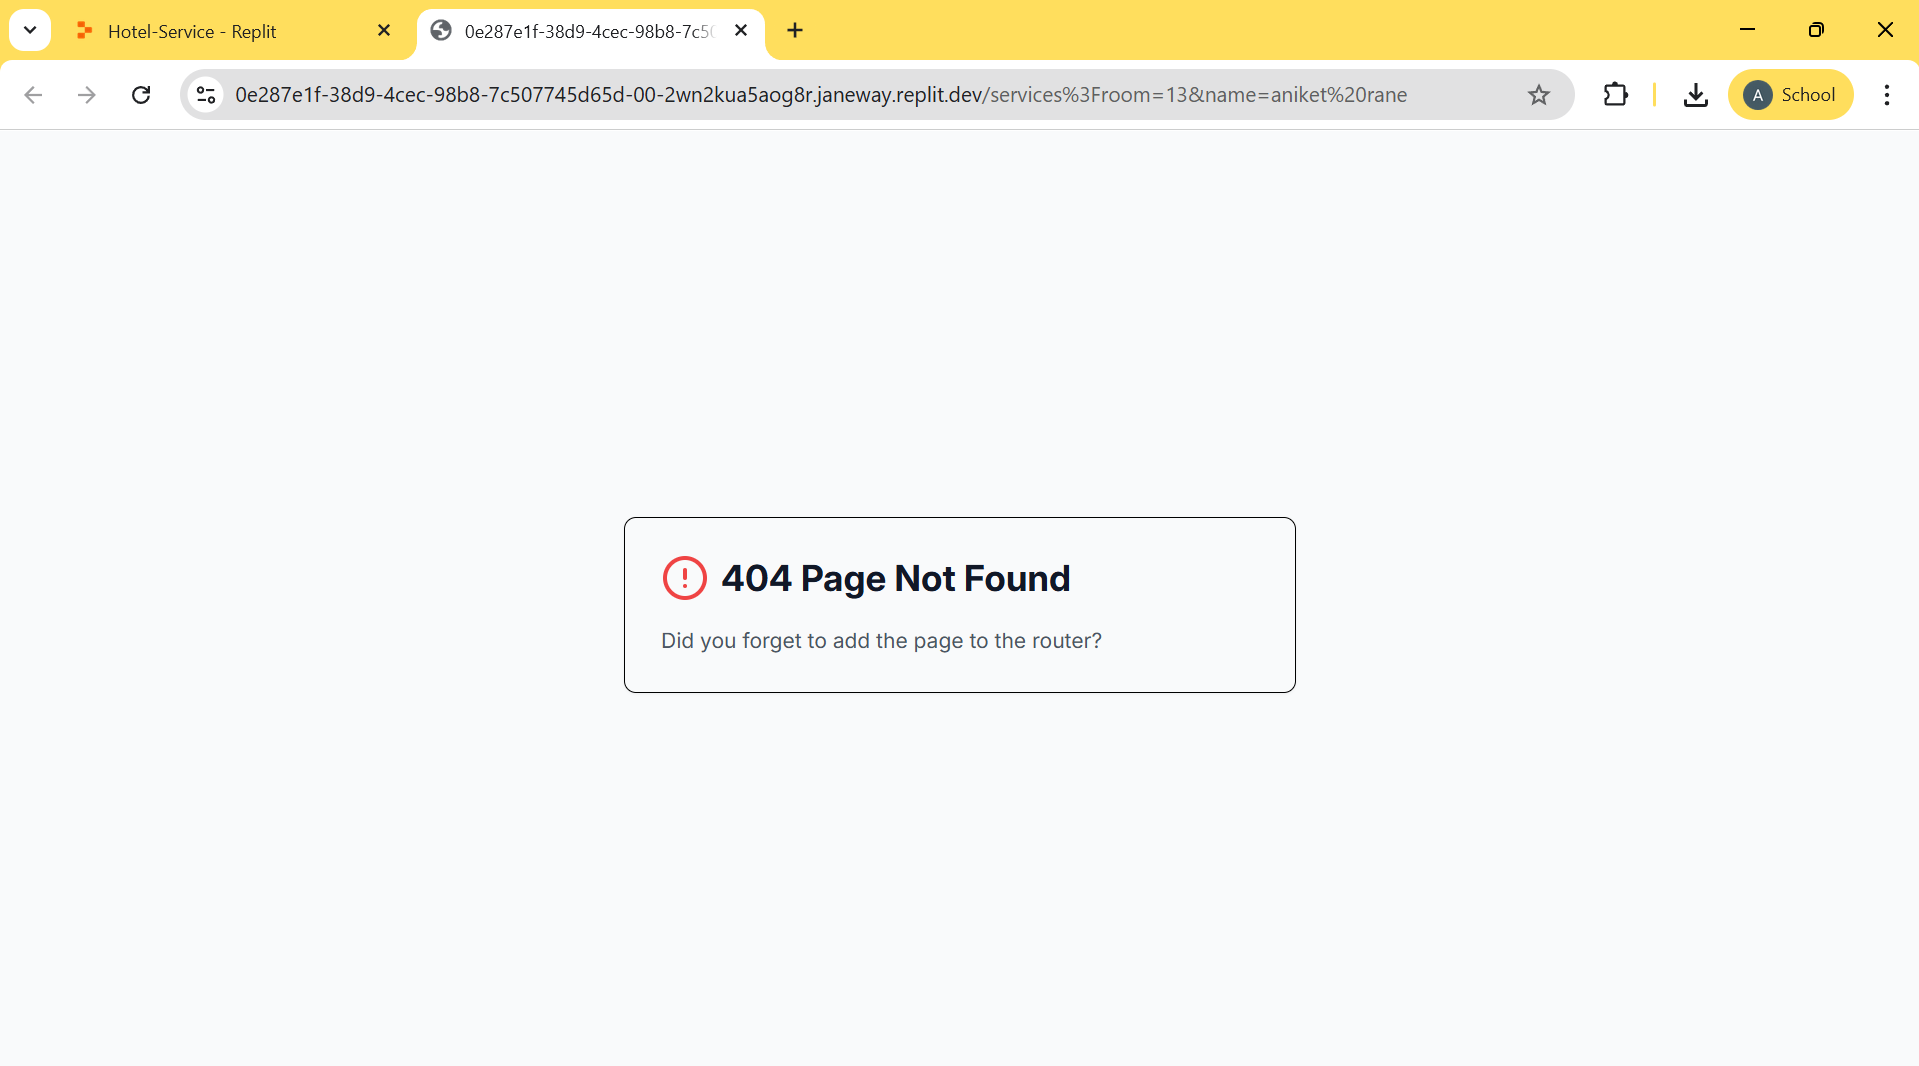 Hotel-Service - Replit
0e287e1f-38d9-4cec-98b8-7c50
0e287e1f-38d9-4cec-98b8-7c507745d65d-00-2wn2kua5aog8r.janeway.replit.dev/services%3Froom=13&name=aniket%20rane
A School
404 Page Not Found
Did you forget to add the page to the router?